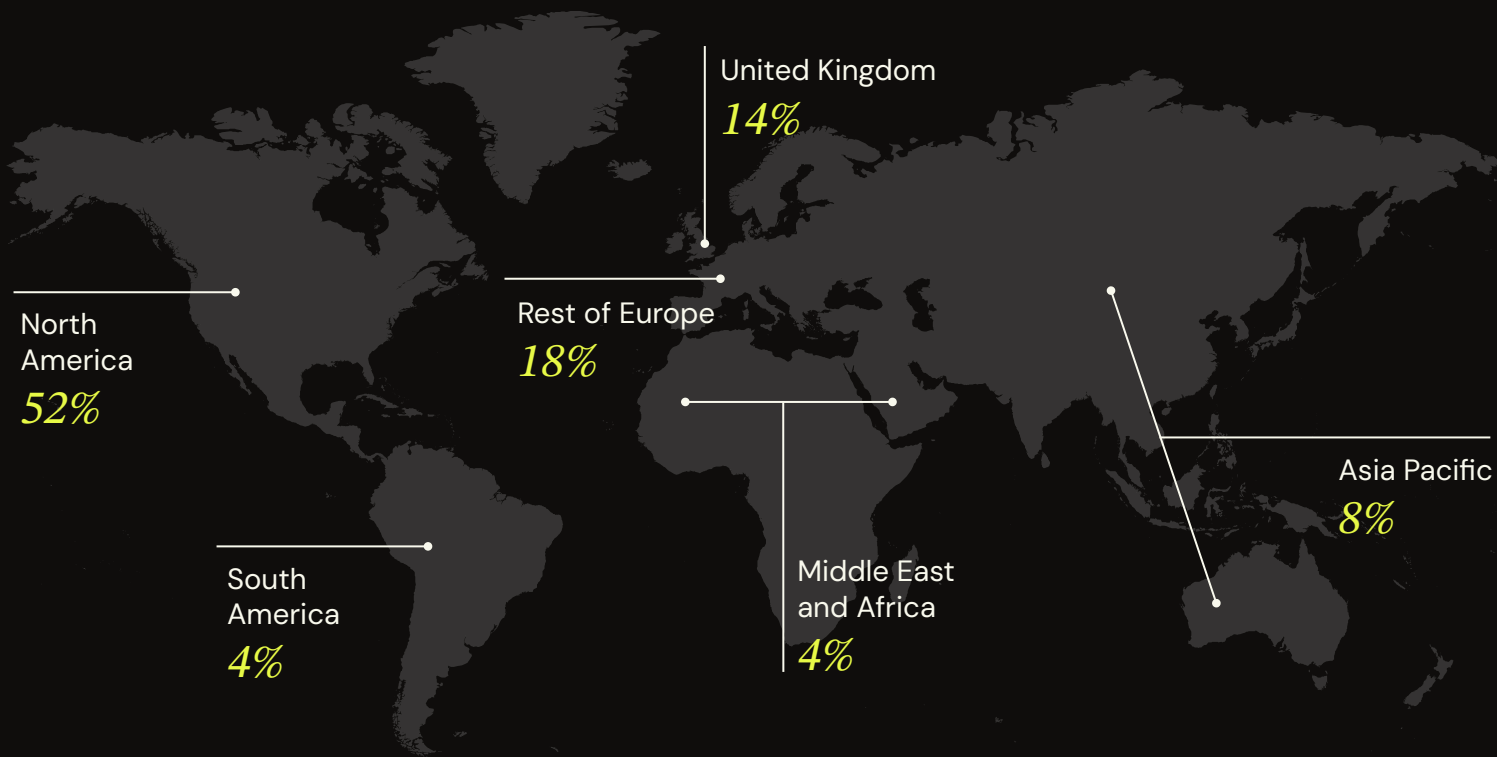 United Kingdom
14%
North
America
52%
Rest of Europe
18%
Asia Pacific
8%
South
America
4%
Middle East
and Africa
4%